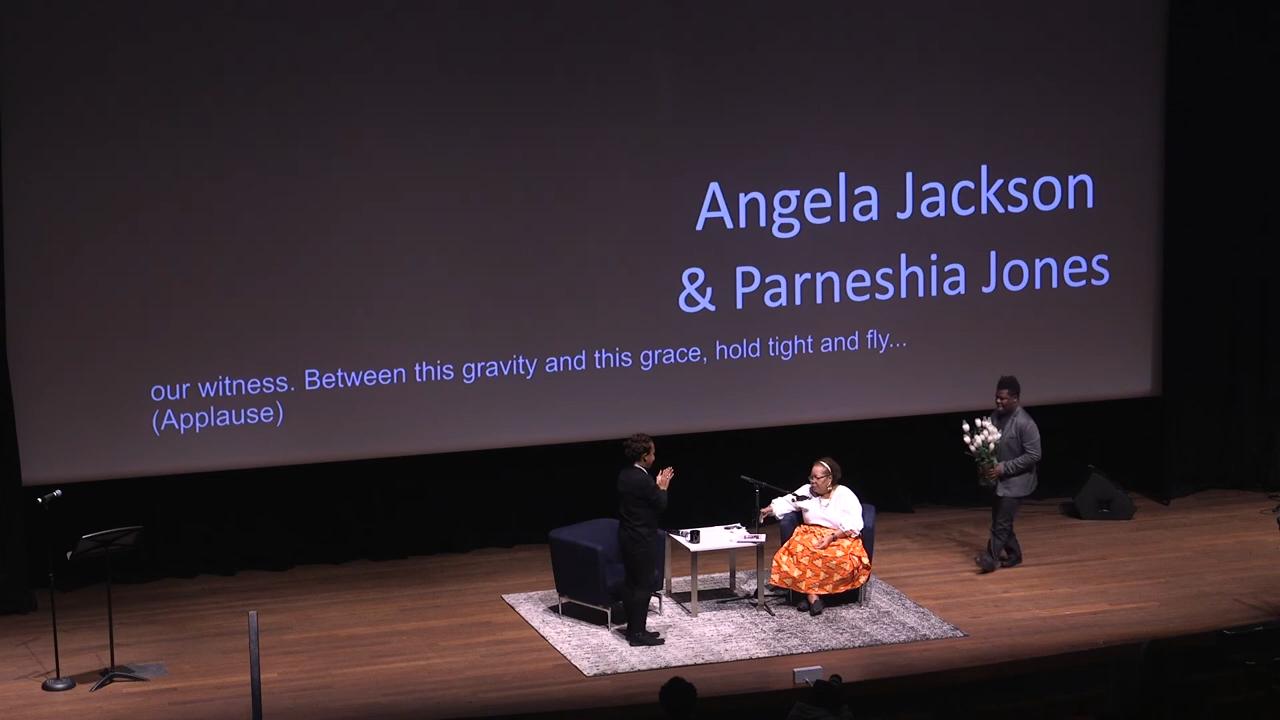 Angela Jackson
& Parneshia Jones
our witness. Between this gravity and this grace, hold tight and fly...
(Applause)